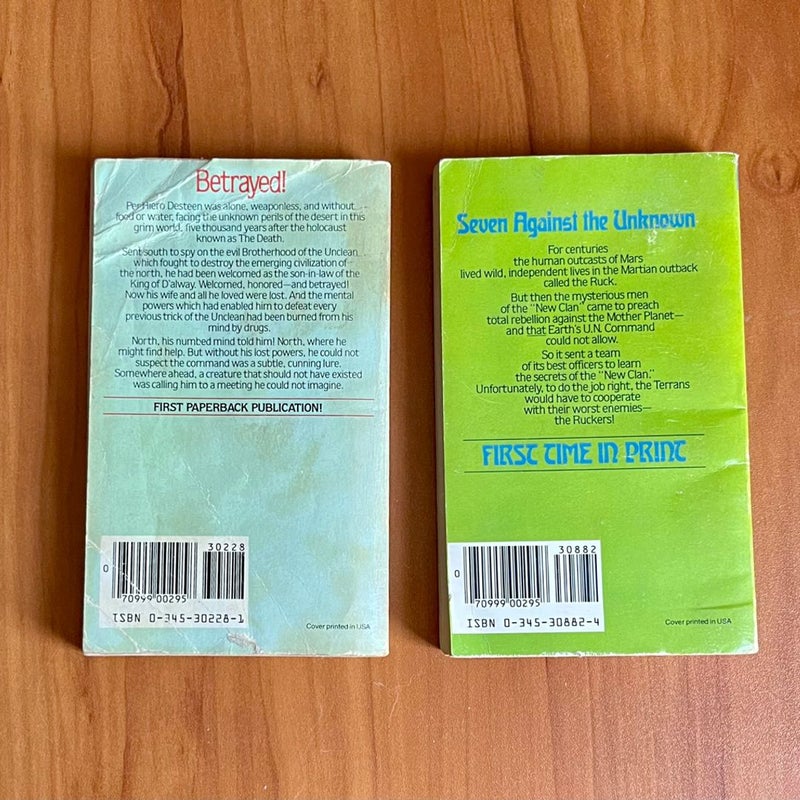 Betrayed!
Per Hiero Desteen was alone, weaponless, and without
food or water, facing the unknown perils of the desert in this
grim world, five thousand years after the holocaust
known as The Death.
Sent south to spy on the evil Brotherhood of the Unclean
which fought to destroy the emerging civilization of
the north, he had been welcomed as the son-in-law of the
King of D'alway. Welcomed, honored—and betrayed!
Now his wife and all he loved were lost. And the mental
powers which had enabled him to defeat every
previous trick of the Unclean had been burned from his
mind by drugs.
North, his numbed mind told him! North, where he
might find help. But without his lost powers, he could not
suspect the command was a subtle, cunning lure.
Somewhere ahead, a creature that should not have existed
was calling him to a meeting he could not imagine.
FIRST PAPERBACK PUBLICATION!
30228
0
70999 00295
ISBN 0-345-30228-1
Cover printed in USA
Seven Against the Unknown
For centuries
the human outcasts of Mars
lived wild, independent lives in the Martian outback
called the Ruck.
But then the mysterious men
of the "New Clan" came to preach
total rebellion against the Mother Planet—
and that Earth's U.N. Command
could not allow.
So it sent a team
of its best officers to learn
the secrets of the "New Clan."
Unfortunately, to do the job right, the Terrans
would have to cooperate
with their worst enemies—
the Ruckers!
FIRST TIME IN PRINT
30882
0
70999 00295
ISBN 0-345-30882-4
Cover printed in USA